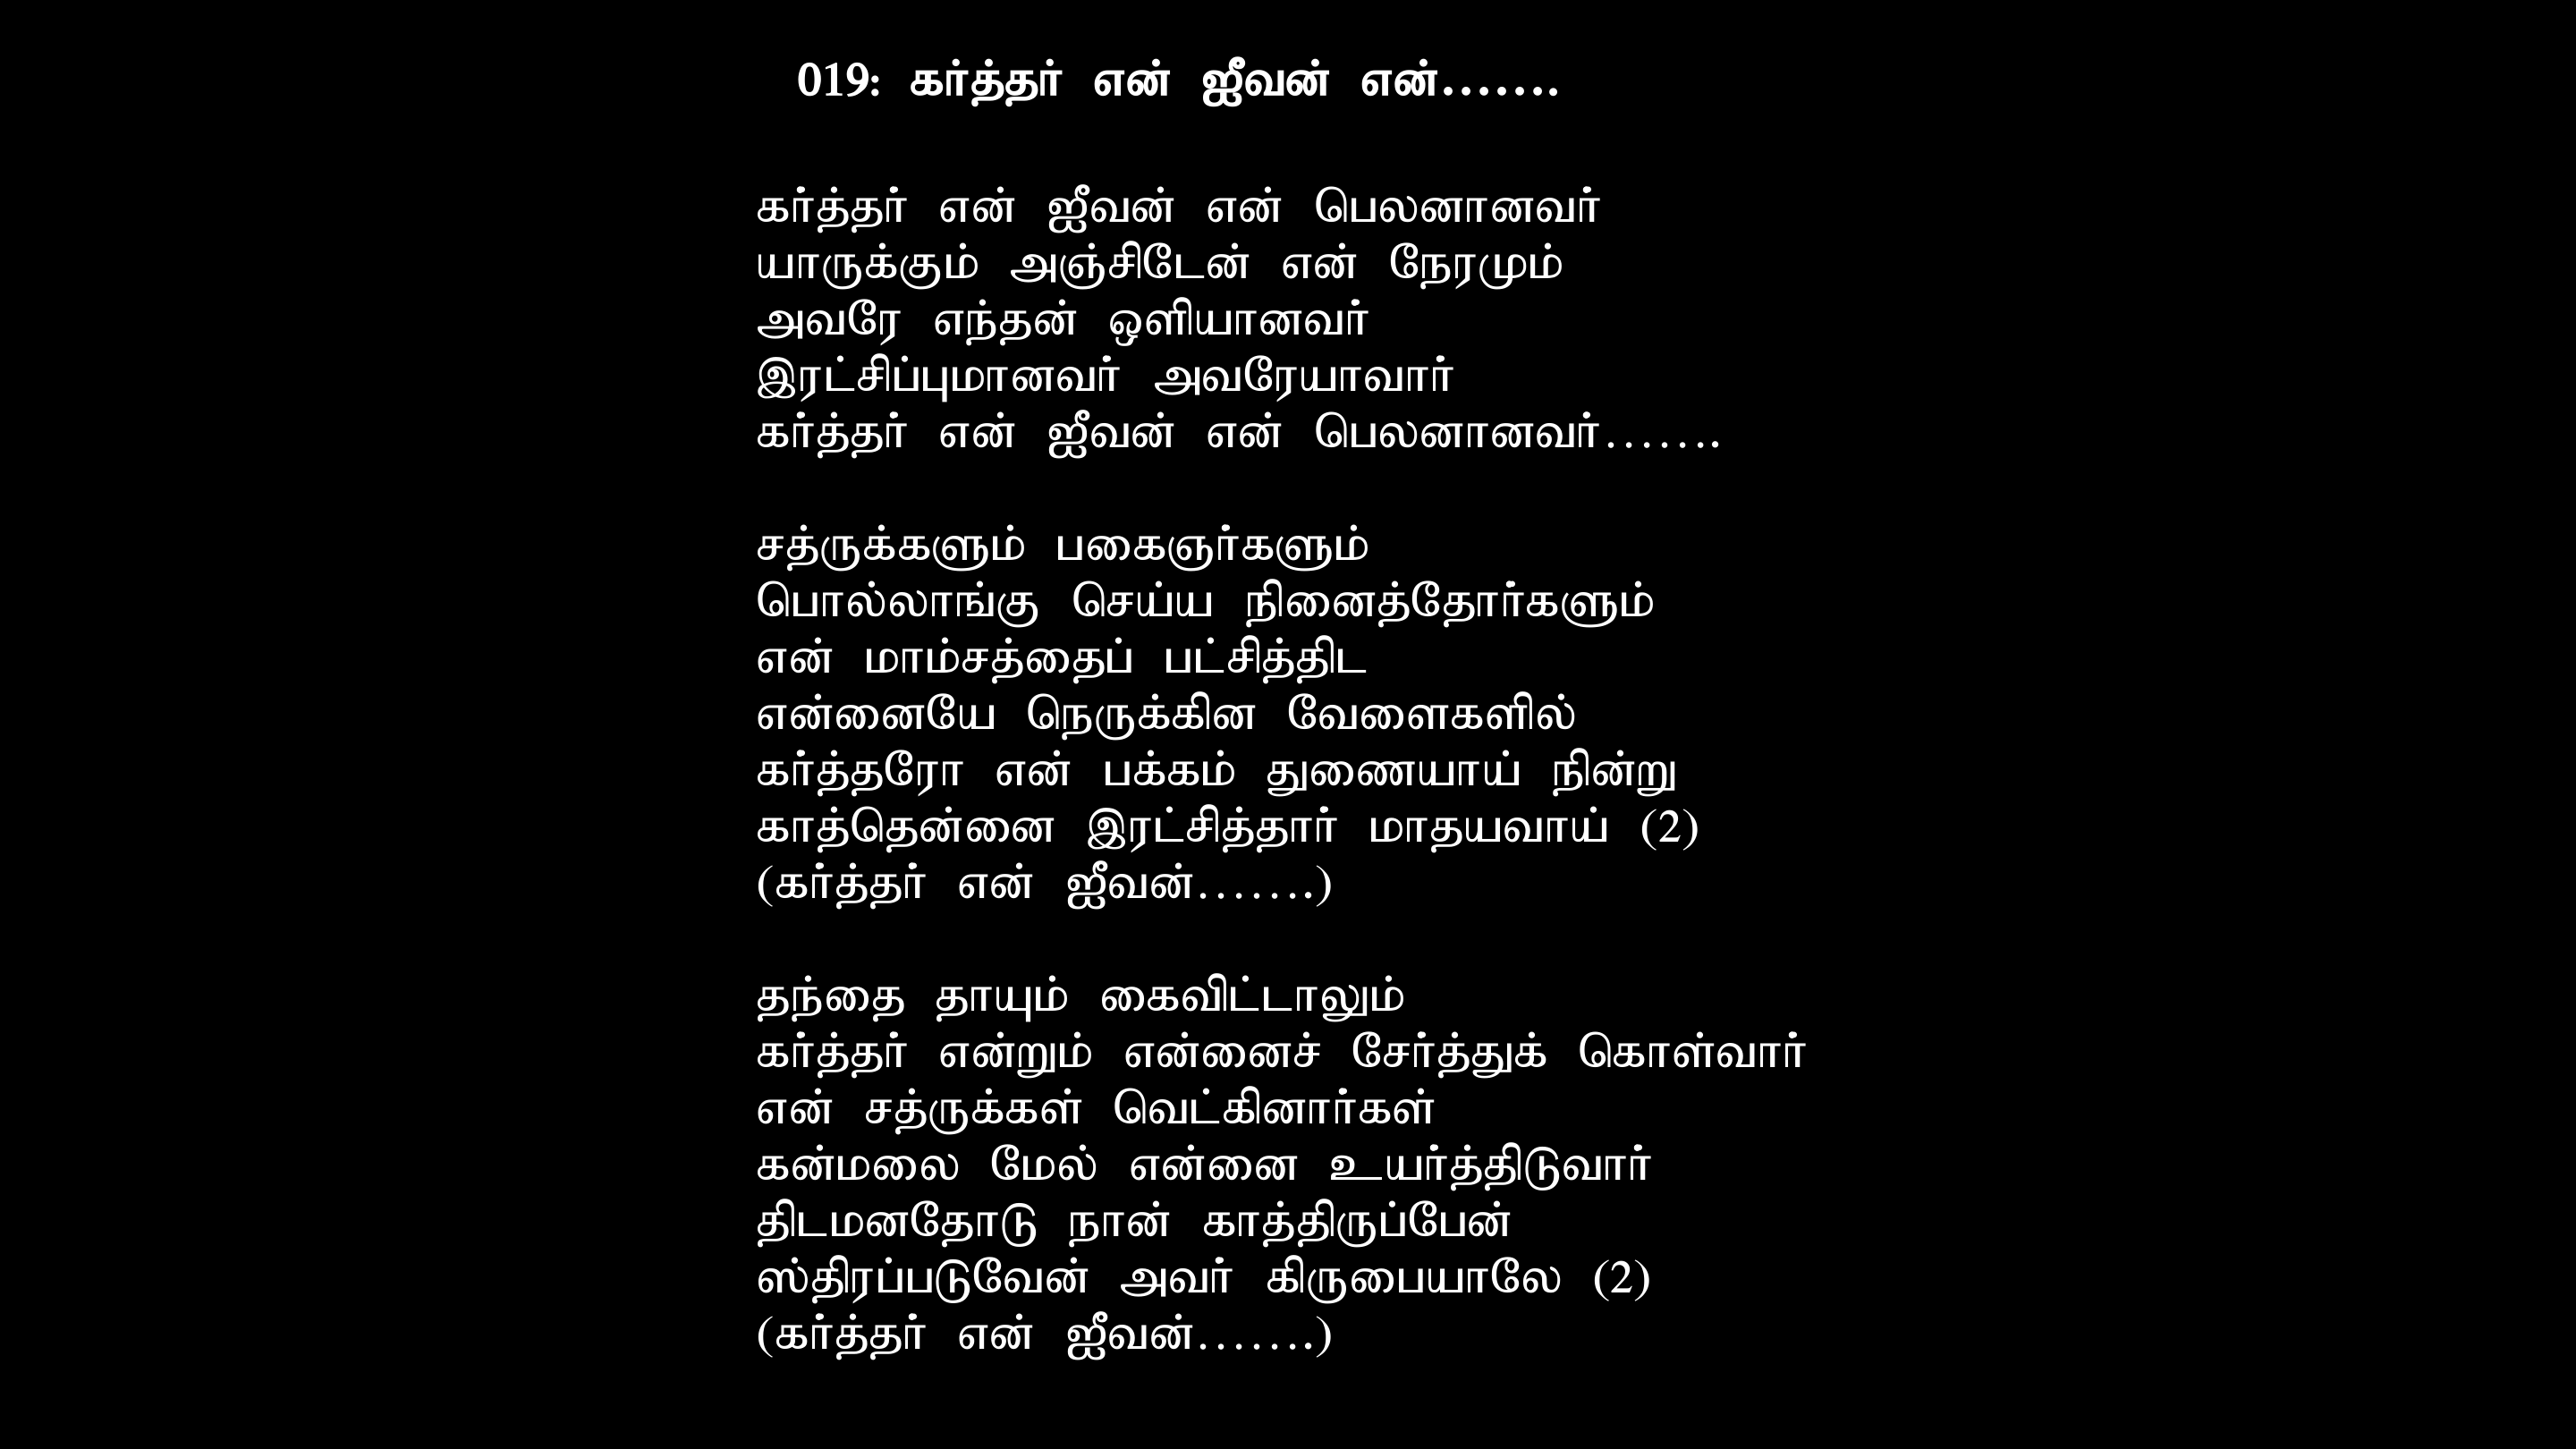 019: கர்த்தர் என் ஜீவன் என்.......
கர்த்தர் என் ஜீவன் என் பெலனானவர்
யாருக்கும் அஞ்சிடேன் என் நேரமும்
அவரே எந்தன் ஒளியானவர்
இரட்சிப்புமானவர் அவரேயாவார்
கர்த்தர் என் ஜீவன் என் பெலனானவர்.......
சத்ருக்களும் பகைஞர்களும்
பொல்லாங்கு செய்ய நினைத்தோர்களும்
என் மாம்சத்தைப் பட்சித்திட
என்னையே நெருக்கின வேளைகளில்
கர்த்தரோ என் பக்கம் துணையாய் நின்று
காத்தென்னை இரட்சித்தார் மாதயவாய் (2)
(கர்த்தர் என் ஜீவன்.......)
தந்தை தாயும் கைவிட்டாலும்
கர்த்தர் என்றும் என்னைச் சேர்த்துக் கொள்வார்
என் சத்ருக்கள் வெட்கினார்கள்
கன்மலை மேல் என்னை உயர்த்திடுவார்
திடமனதோடு நான் காத்திருப்பேன்
ஸ்திரப்படுவேன் அவர் கிருபையாலே (2)
(கர்த்தர் என் ஜீவன்.......)